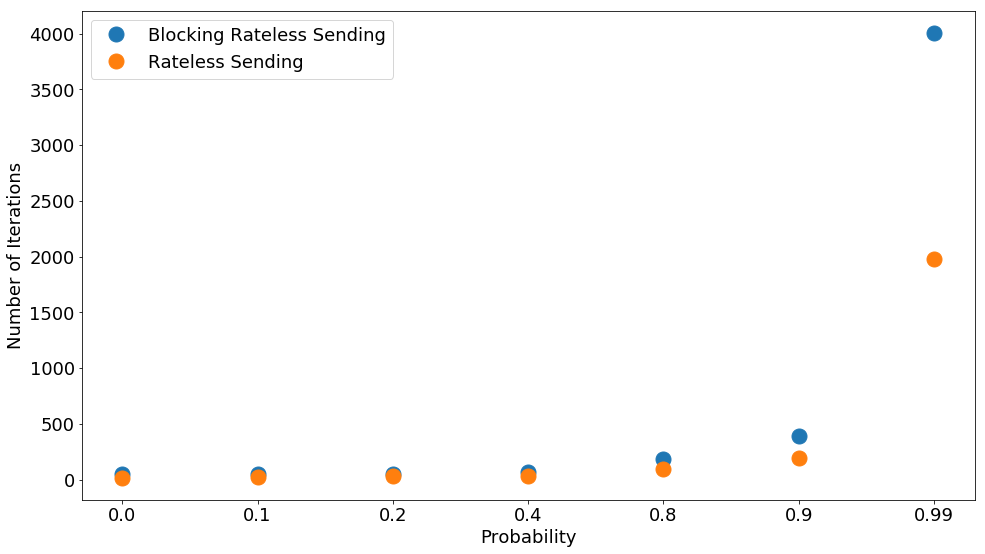 Blocking Rateless Sending
Rateless Sending
4000
3500
3000
2500
2000
1500
1000
500
0
Number of Iterations
0.0 0.1 0.2 0.4 0.8 0.9 0.99
Probability